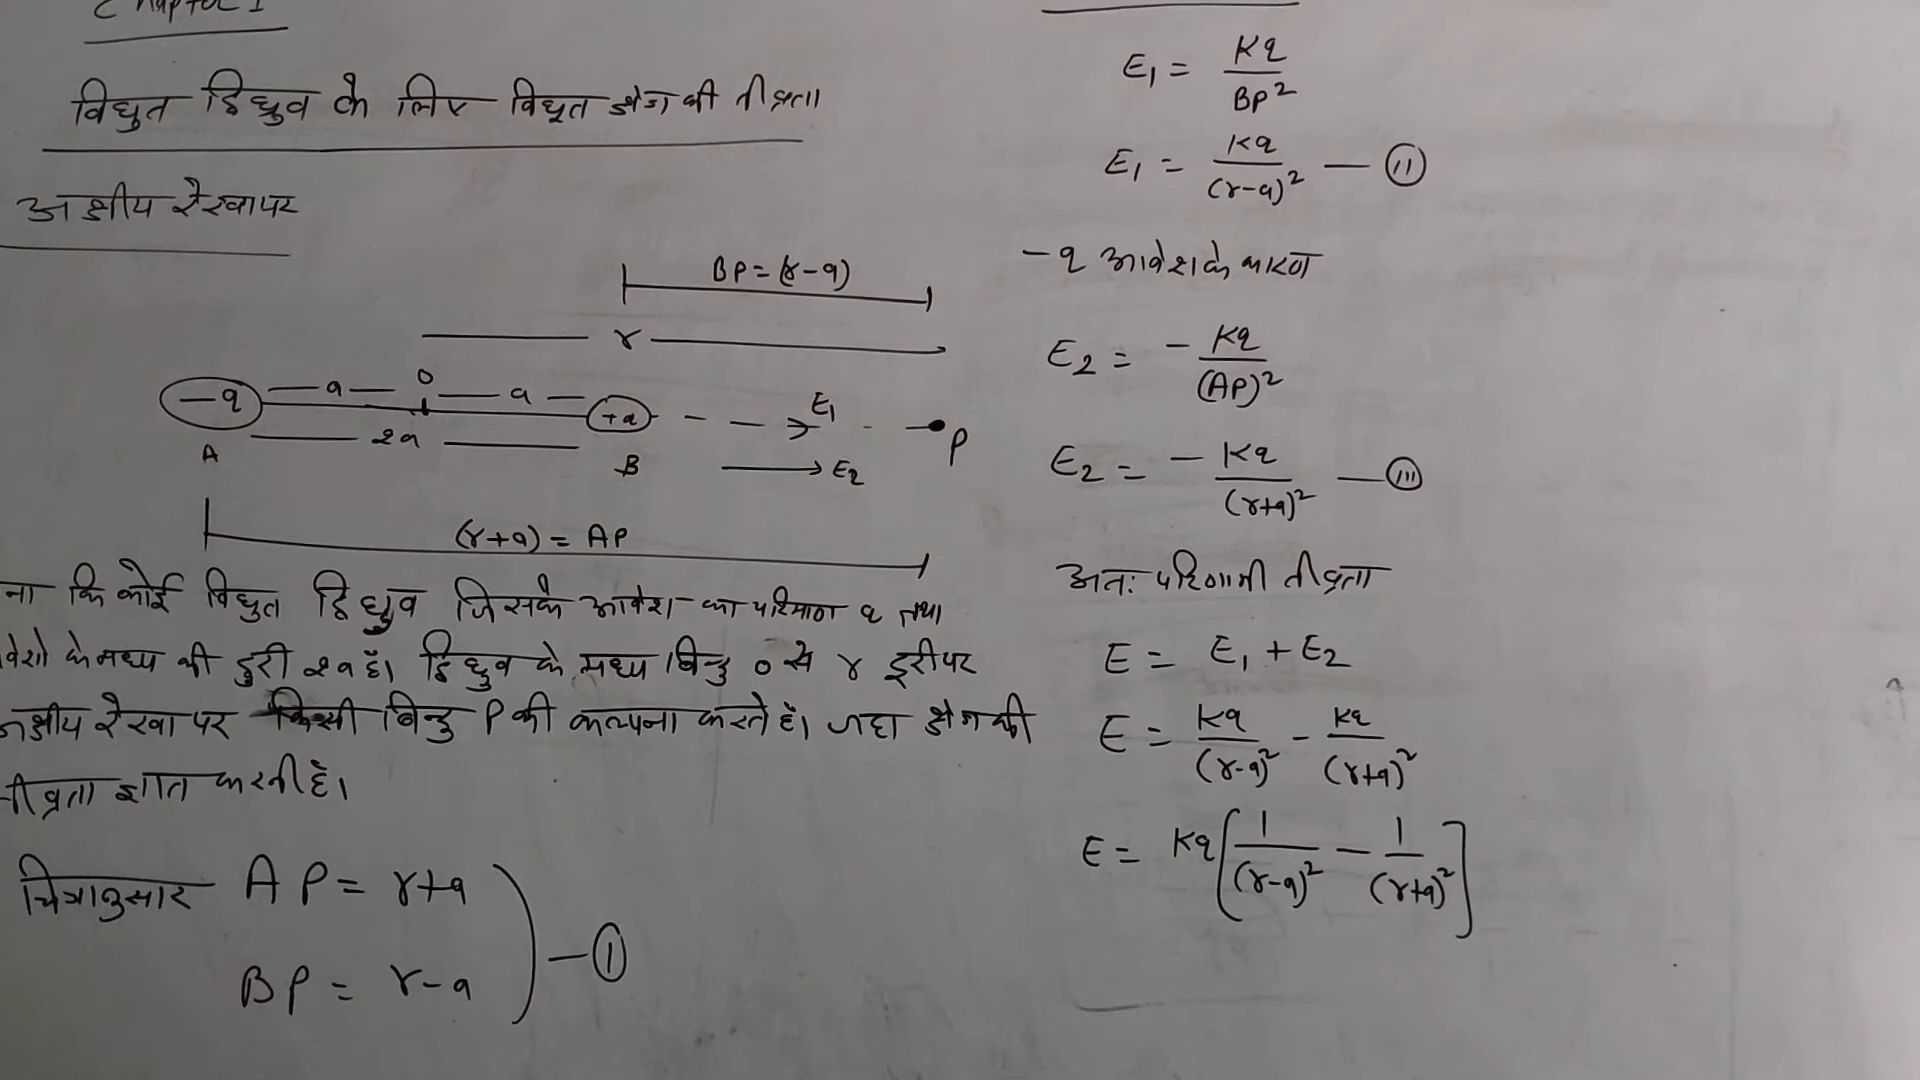 Chapter 1
विधुत द्विध्रुव के लिए विधूत क्षेत्र की तीव्रता
अक्षीय रेखा पर
BP = (r-a)
r
-q — a — o — a — +q - - - > E₁ - - • P
A — 2a — B ⟶ E₂
(r+a) = AP
ना कि कोई विधुत द्विध्रुव जिसके आवेश का परिमाण q तथा
वेशो के मध्य की दुरी 2a है। द्विध्रुव के मध्य बिन्दु o से r दूरी पर
क्षीय रेखा पर किसी बिन्दु P की कल्पना करते है। जहा क्षेत्र की
तीव्रता ज्ञात करनी है।
चित्रानुसार AP = r+a
BP = r-a ) — ①
E₁ = Kq / BP²
E₁ = Kq / (r-a)² — ⑪
-q आवेश के कारण
E₂ = - Kq / (AP)²
E₂ = - Kq / (r+a)² — (iii)
अत: परिणामी तीव्रता
E = E₁ + E₂
E = Kq / (r-a)² - Kq / (r+a)²
E = Kq [ 1 / (r-a)² - 1 / (r+a)² ]